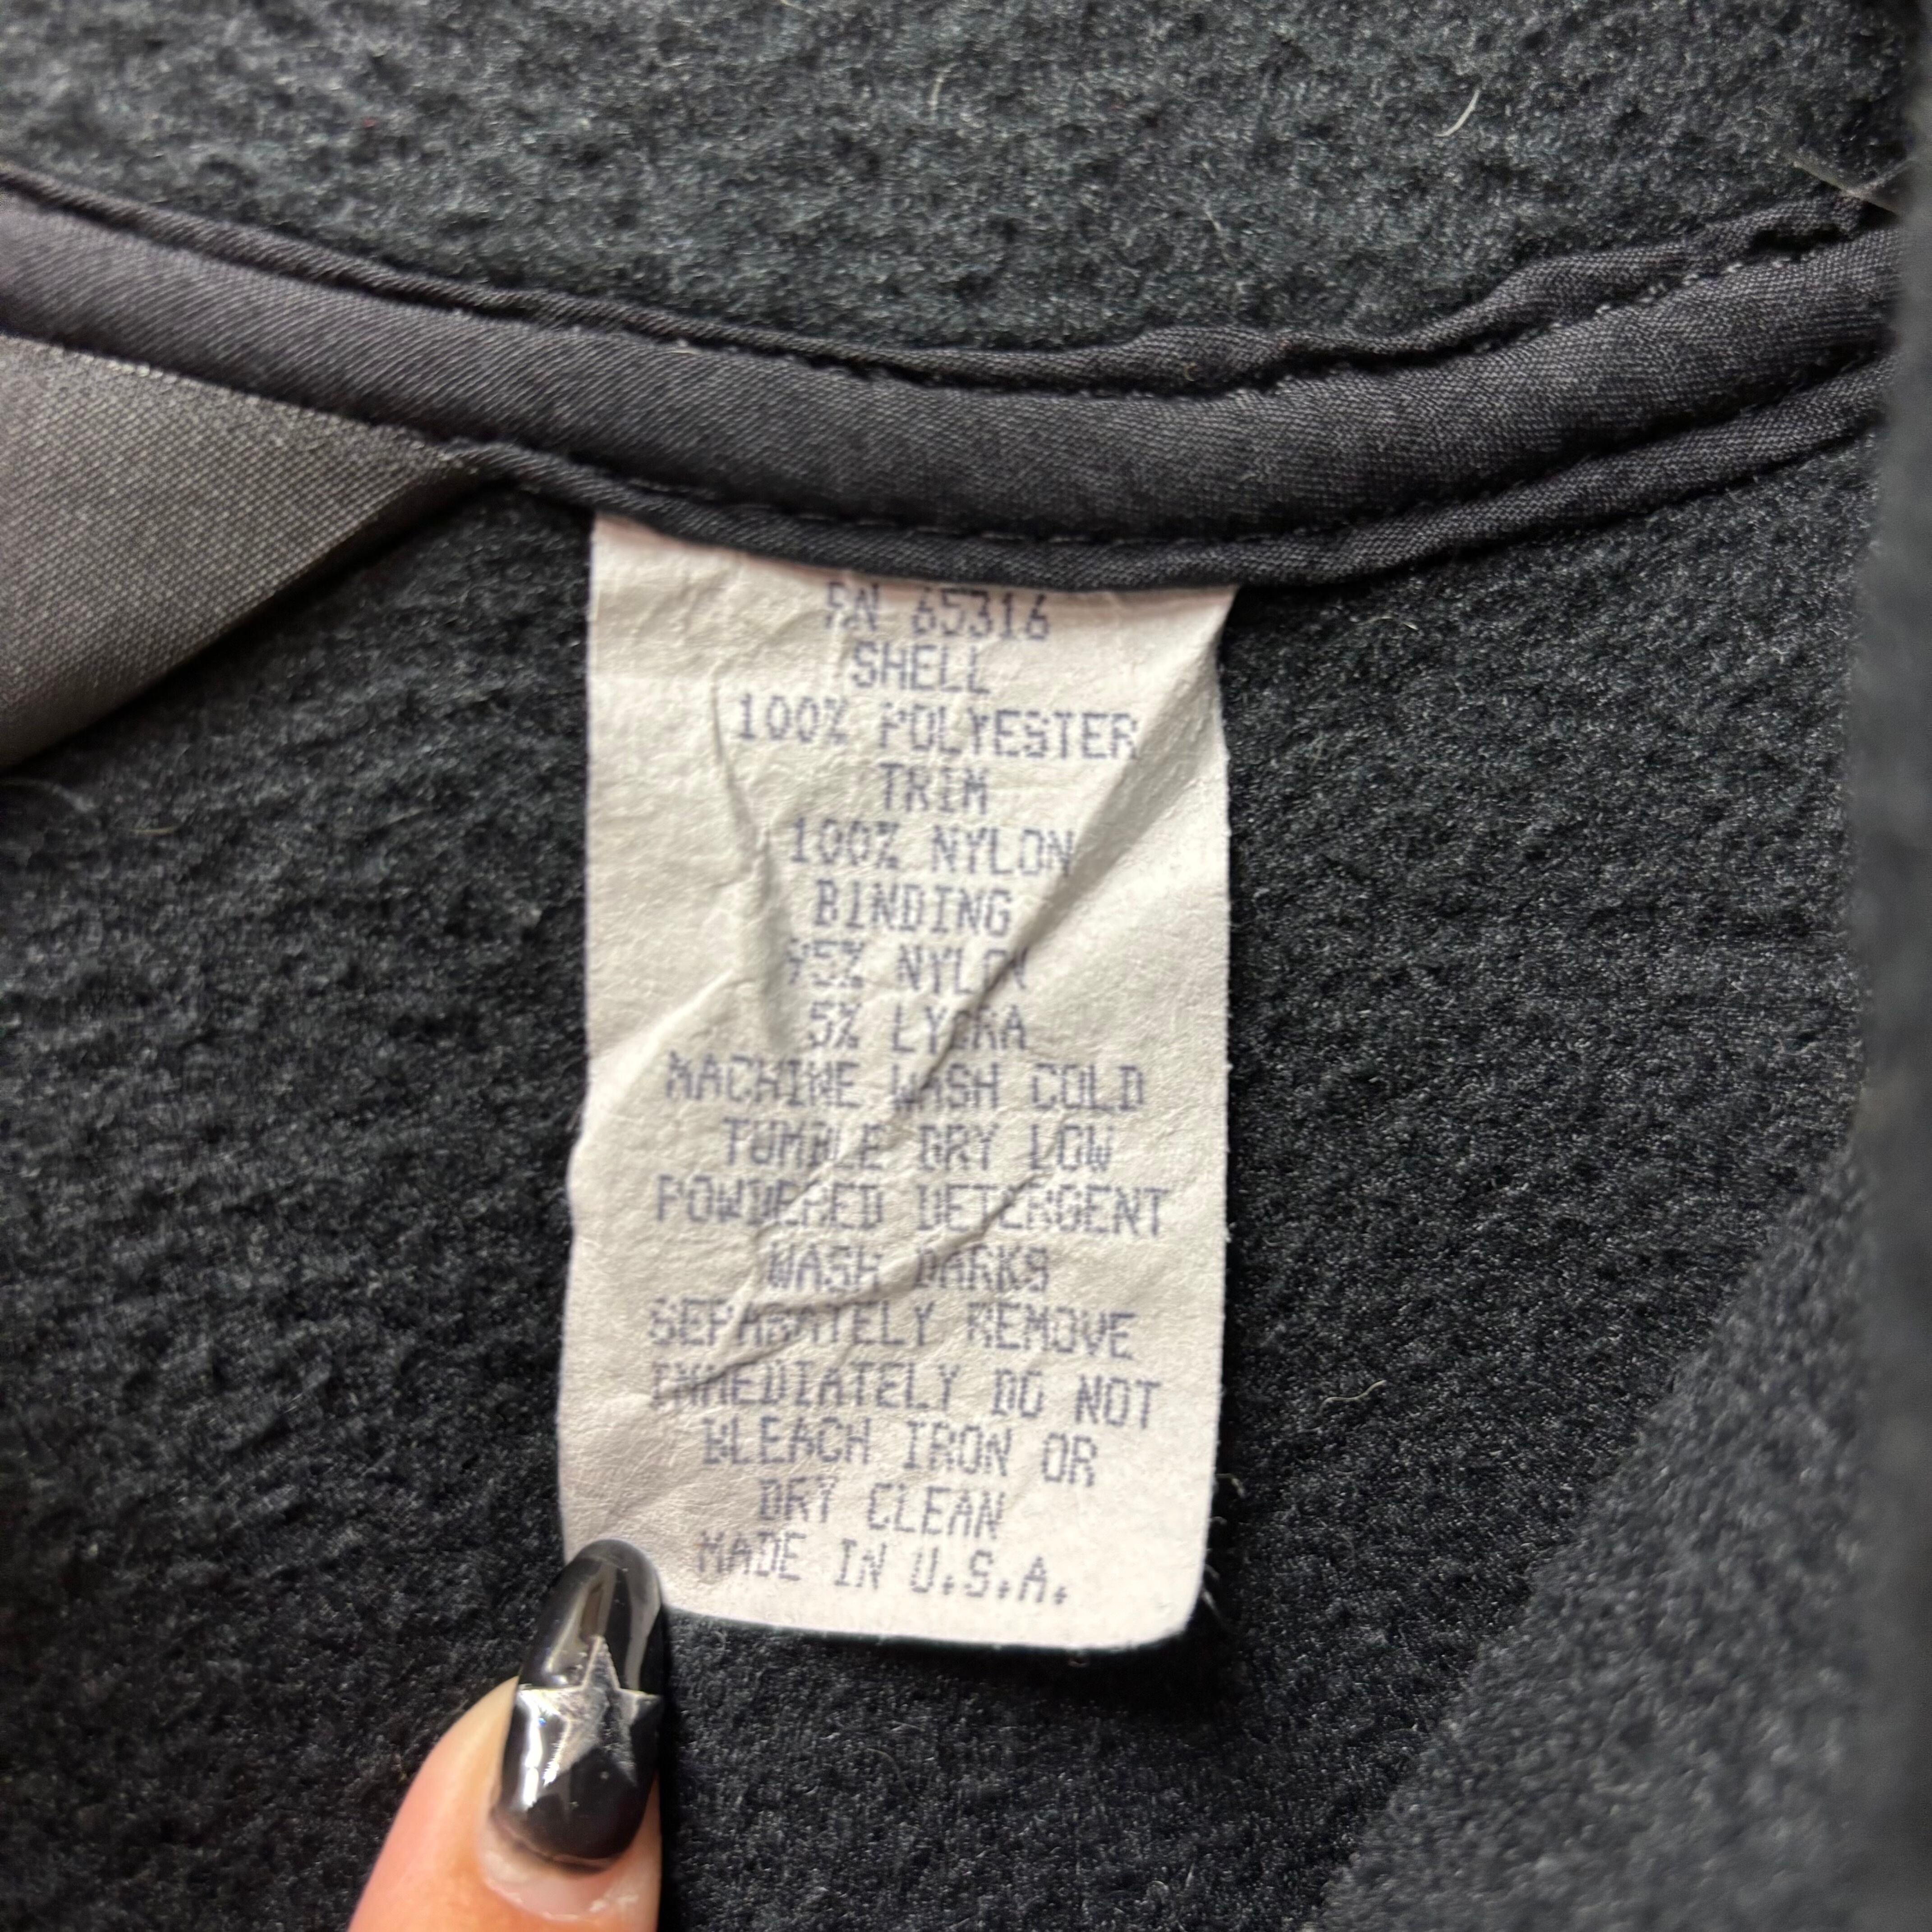 RN 65316
SHELL
100% POLYESTER
TRIM
100% NYLON
BINDING
95% NYLON
5% LYCRA
MACHINE WASH COLD
TUMBLE DRY LOW
POWDERED DETERGENT
WASH DARKS
SEPARATELY REMOVE
IMMEDIATELY DO NOT
BLEACH IRON OR
DRY CLEAN
MADE IN U.S.A.